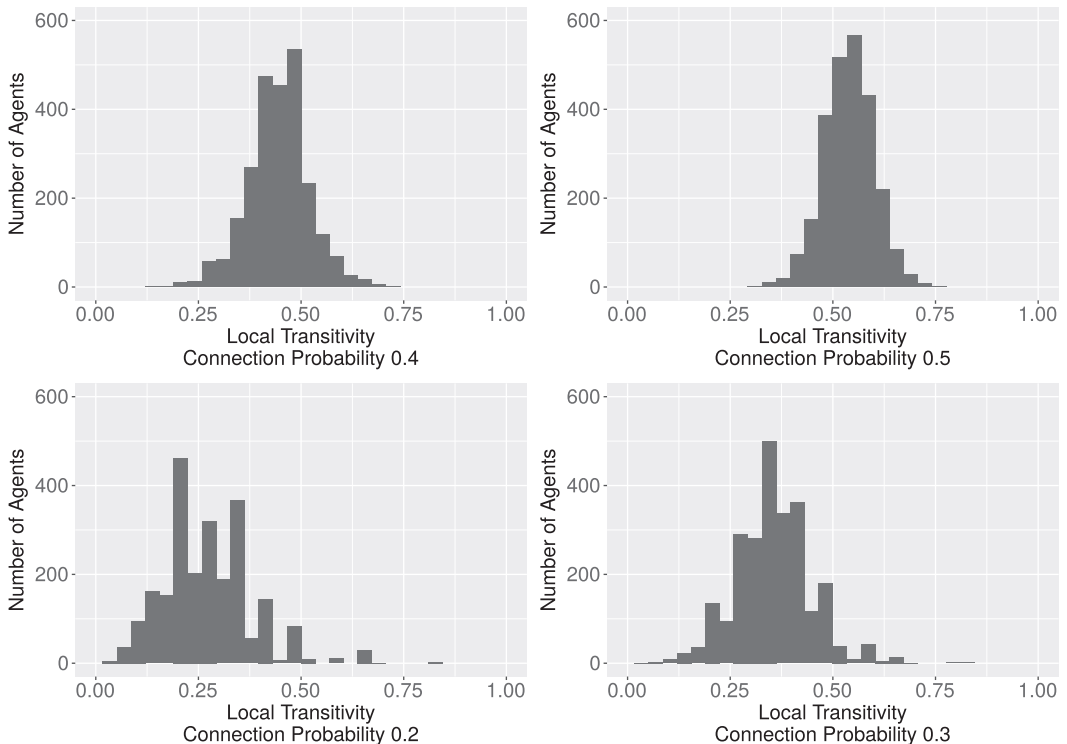 600
400
200
0
Number of Agents
0.00 0.25 0.50 0.75 1.00
Local Transitivity
Connection Probability 0.4
600
400
200
0
Number of Agents
0.00 0.25 0.50 0.75 1.00
Local Transitivity
Connection Probability 0.5
600
400
200
0
Number of Agents
0.00 0.25 0.50 0.75 1.00
Local Transitivity
Connection Probability 0.2
600
400
200
0
Number of Agents
0.00 0.25 0.50 0.75 1.00
Local Transitivity
Connection Probability 0.3